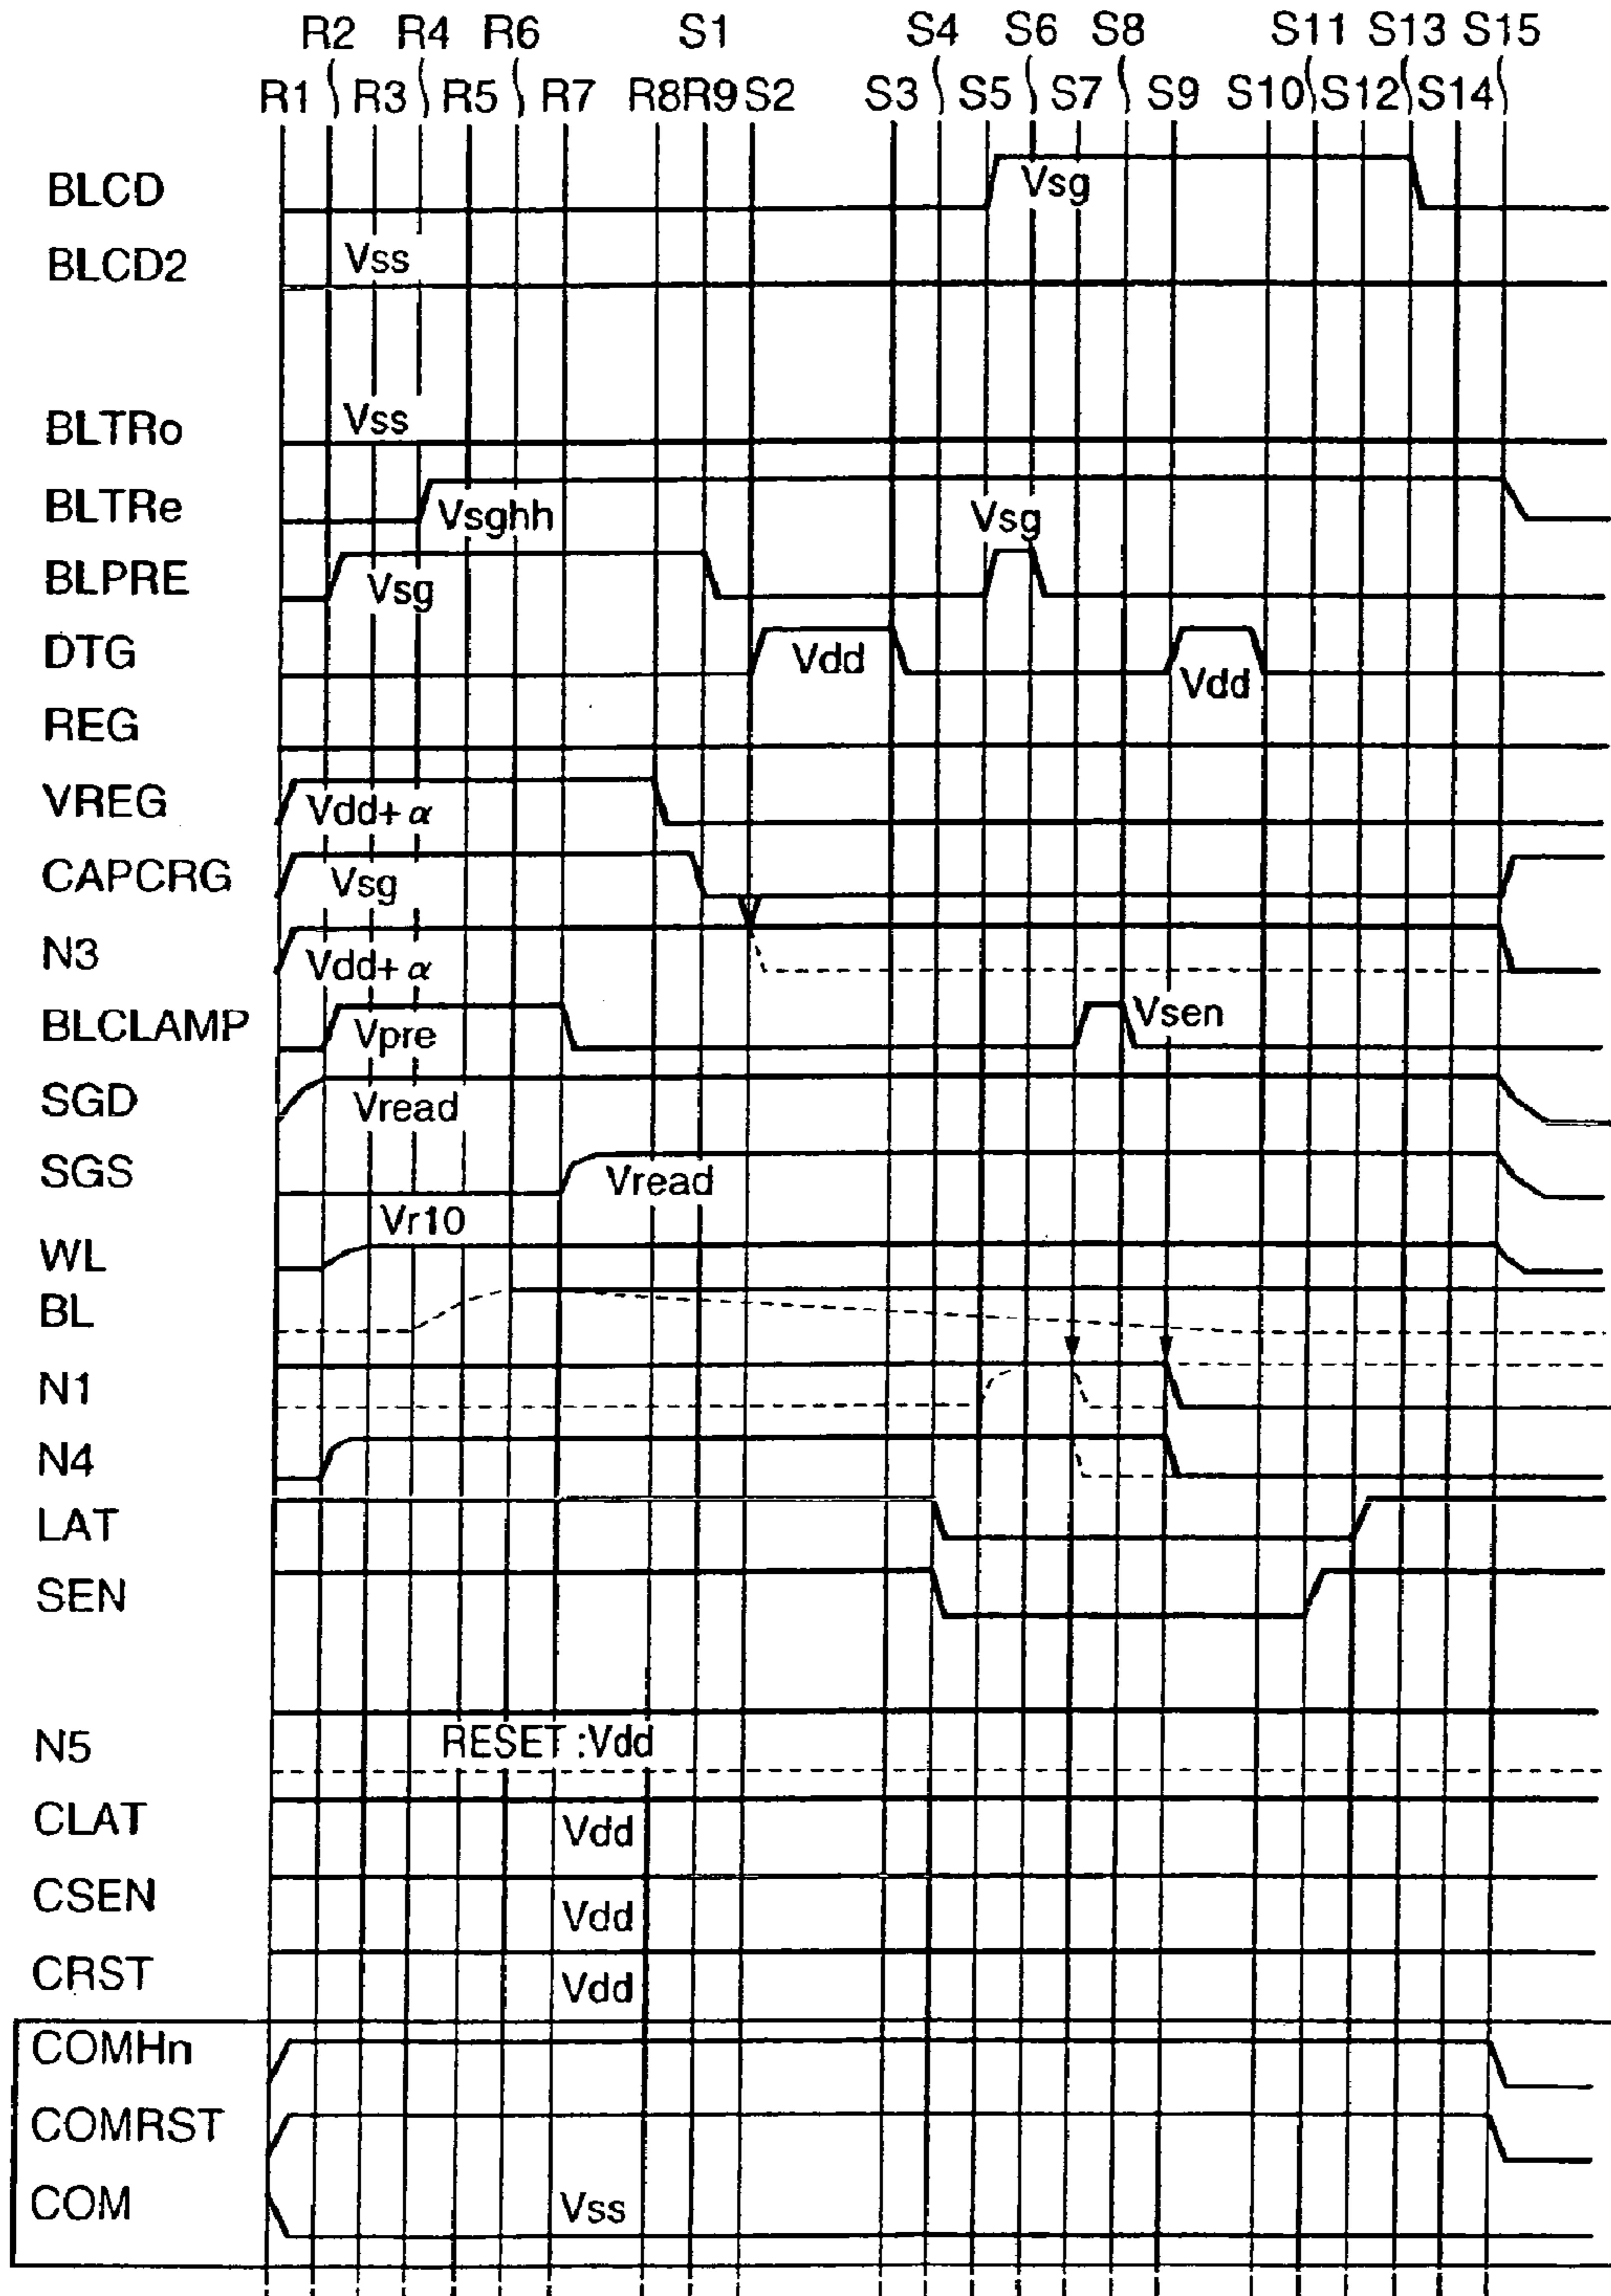 R2 R4 R6 S1 S4 S6 S8 S11 S13 S15
R1 R3 R5 R7 R8 R9 S2 S3 S5 S7 S9 S10 S12 S14
BLCD Vsg
BLCD2 Vss
BLTRo Vss
BLTRe Vsghh Vsg
BLPRE Vsg
DTG Vdd Vdd
REG
VREG Vdd+α
CAPCRG Vsg
N3 Vdd+α
BLCLAMP Vpre Vsen
SGD Vread
SGS Vread
Vr10
WL
BL
N1
N4
LAT
SEN
N5 RESET :Vdd
CLAT Vdd
CSEN Vdd
CRST Vdd
COMHn
COMRST
COM Vss